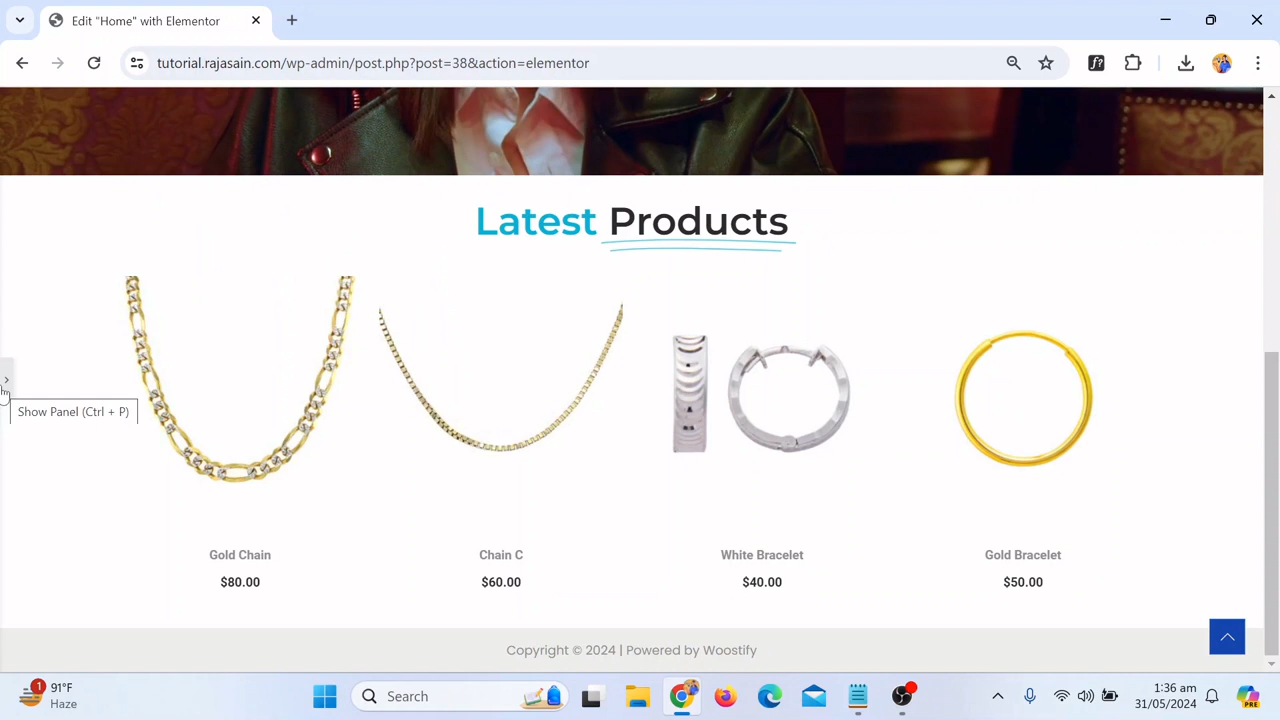 Edit "Home" with Elementor
tutorial.rajasain.com/wp-admin/post.php?post=38&action=elementor
Latest Products
Show Panel (Ctrl + P)
Gold Chain
Chain C
White Bracelet
Gold Bracelet
$80.00
$60.00
$40.00
$50.00
Copyright © 2024 | Powered by Woostify
1
91°F
Haze
Search
PRE
1:36 am
31/05/2024